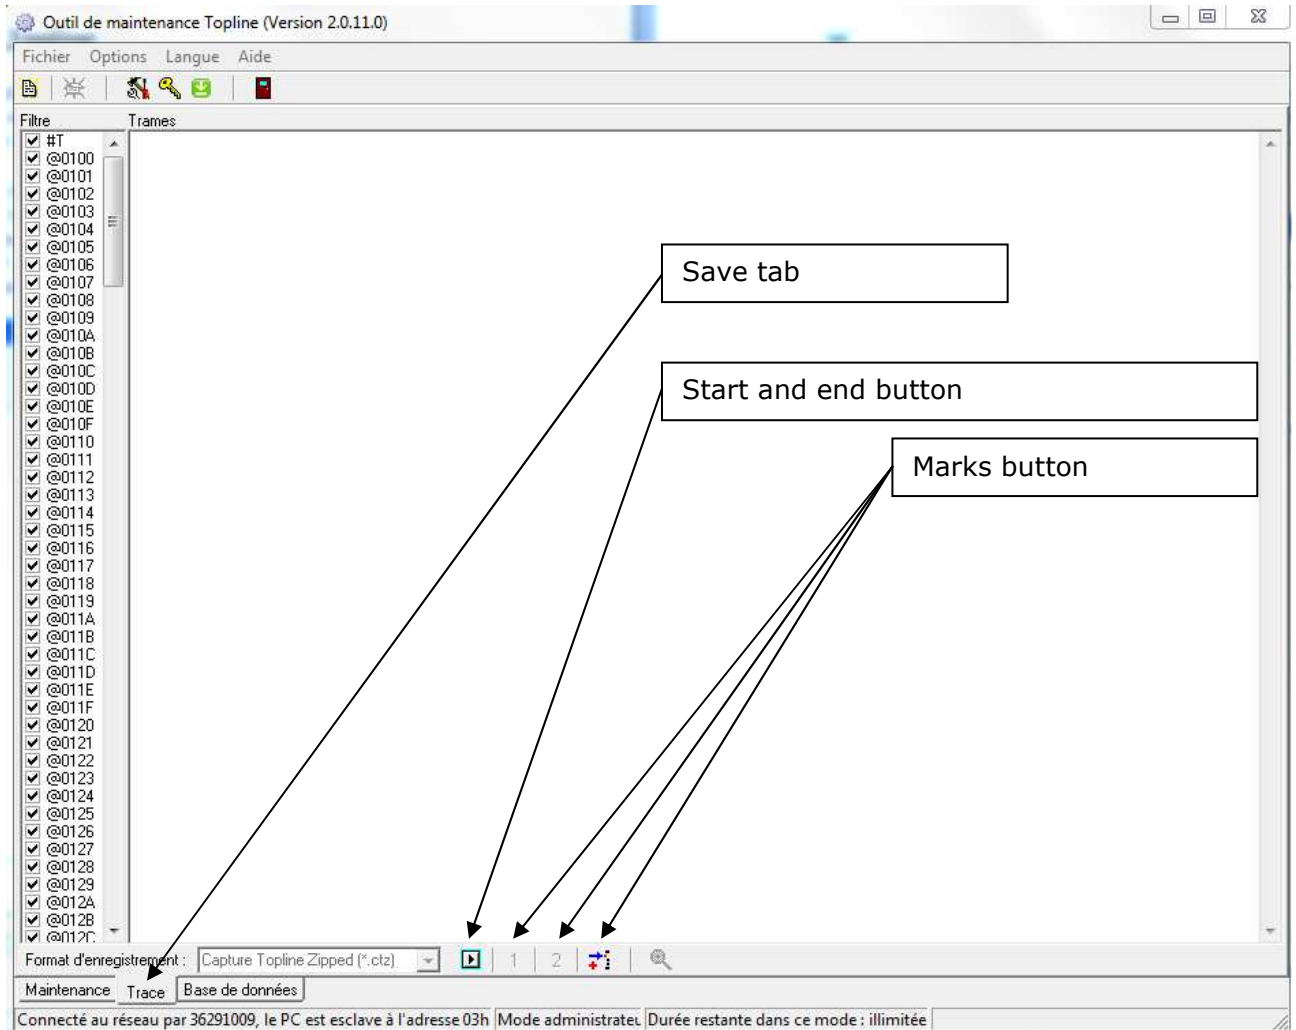 Outil de maintenance Topline (Version 2.0.11.0)
Fichier Options Langue Aide
Filtre Trames
#T
@0100
@0101
@0102
@0103
@0104
@0105
@0106
@0107
@0108
@0109
@010A
@010B
@010C
@010D
@010E
@010F
@0110
@0111
@0112
@0113
@0114
@0115
@0116
@0117
@0118
@0119
@011A
@011B
@011C
@011D
@011E
@011F
@0120
@0121
@0122
@0123
@0124
@0125
@0126
@0127
@0128
@0129
@012A
@012B
@012C
Save tab
Start and end button
Marks button
Format d'enregistrement : Capture Topline Zipped (*.ctz) 1 2
Maintenance Trace Base de données
Connecté au réseau par 36291009, le PC est esclave à l'adresse 03h Mode administrateu Durée restante dans ce mode : illimitée